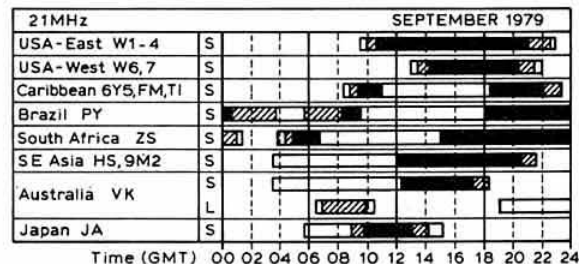 21MHz SEPTEMBER 1979
USA-East W1-4 S
USA-West W6,7 S
Caribbean 6Y5,FM,TI S
Brazil PY S
South Africa ZS S
SE Asia HS,9M2 S
Australia VK S
L
Japan JA S
Time (GMT) 00 02 04 06 08 10 12 14 16 18 20 22 24